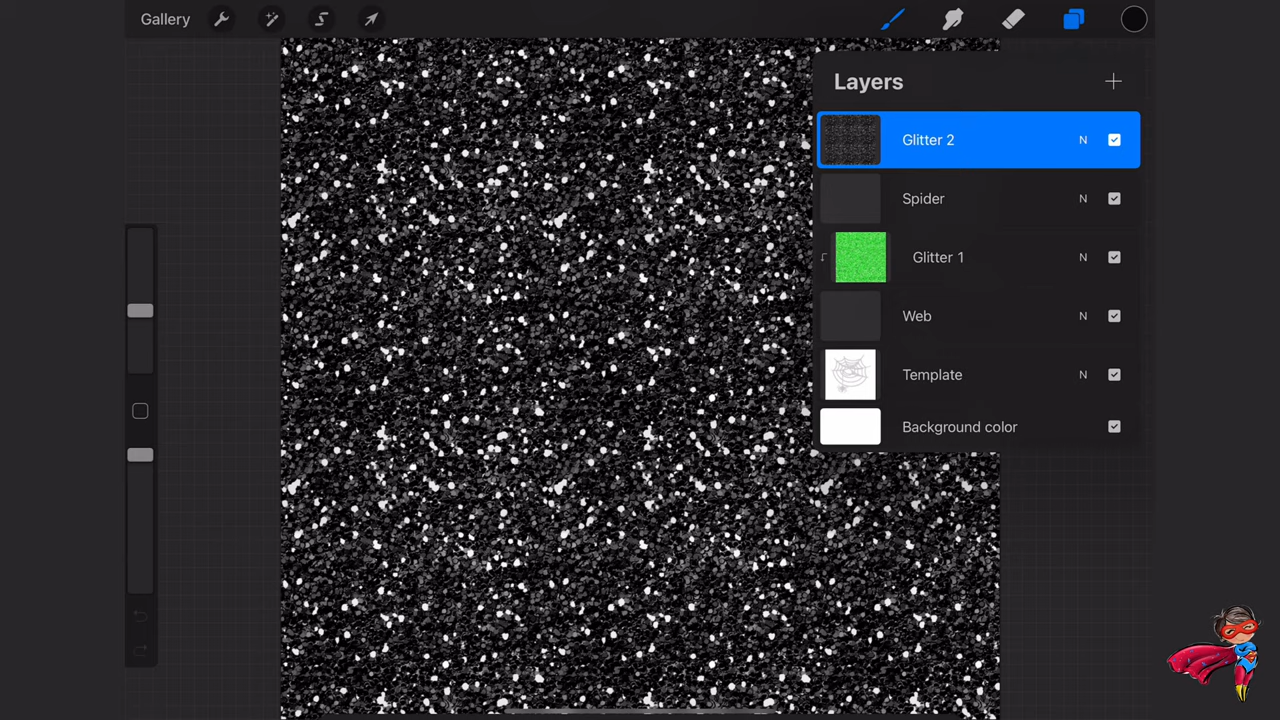 Gallery
Layers
Glitter 2 N
Spider N
Glitter 1 N
Web N
Template N
Background color